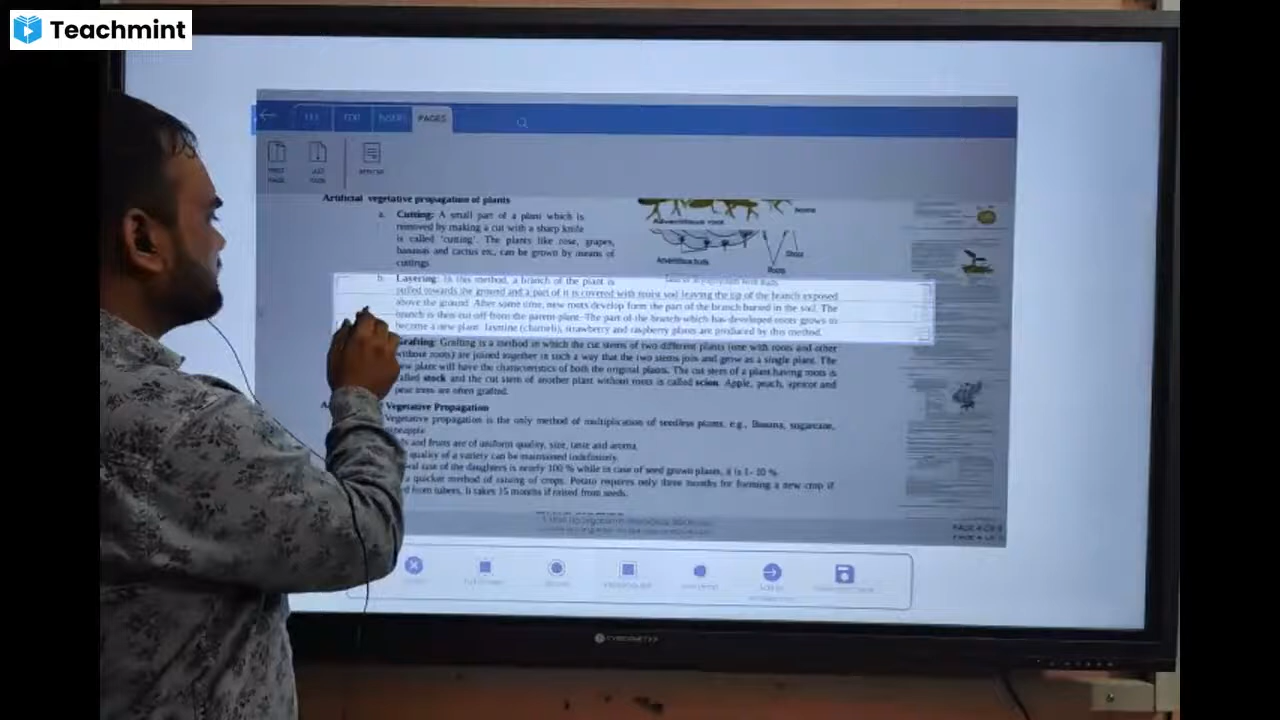 Teachmint
PAGES
Artificial vegetative propagation of plants
a. Cutting: A small part of a plant which is
removed by making a cut with a sharp knife
is called 'cutting'. The plants like rose, grapes,
bananas and cactus etc, can be grown by means of
cuttings.
Adventitious root
Roots
b. Layering: In this method, a branch of the plant is
pulled towards the ground and a part of it is covered with moist soil leaving the tip of the branch exposed
above the ground. After some time, new roots develop form the part of the branch buried in the soil. The
branch is then cut off from the parent plant. The part of the branch which has developed roots grows to
become a new plant. Jasmine (chameli), strawberry and raspberry plants are produced by this method.
Grafting: Grafting is a method in which the cut stems of two different plants (one with roots and other
without roots) are joined together in such a way that the two stems join and grow as a single plant. The
new plant will have the characteristics of both the original plants. The cut stem of a plant having roots is
called stock and the cut stem of another plant without roots is called scion. Apple, peach, apricot and
pear trees are often grafted.
Vegetative Propagation
Vegetative propagation is the only method of multiplication of seedless plants, e.g., Banana, sugarcane,
and fruits are of uniform quality, size, taste and aroma.
quality of a variety can be maintained indefinitely.
rate of the daughters is nearly 100 % while in case of seed grown plants, it is 1- 10 %.
a quicker method of raising of crops. Potato requires only three months for forming a new crop if
from tubers. It takes 15 months if raised from seeds.